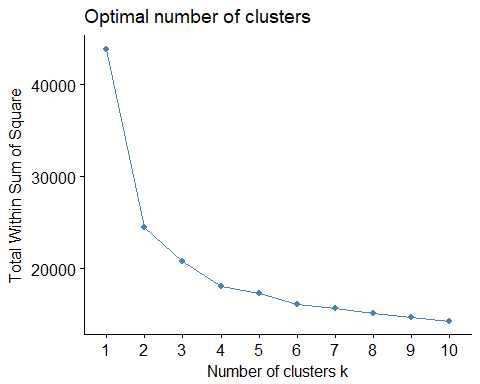 Optimal number of clusters
Total Within Sum of Square
40000
30000
20000
1 2 3 4 5 6 7 8 9 10
Number of clusters k